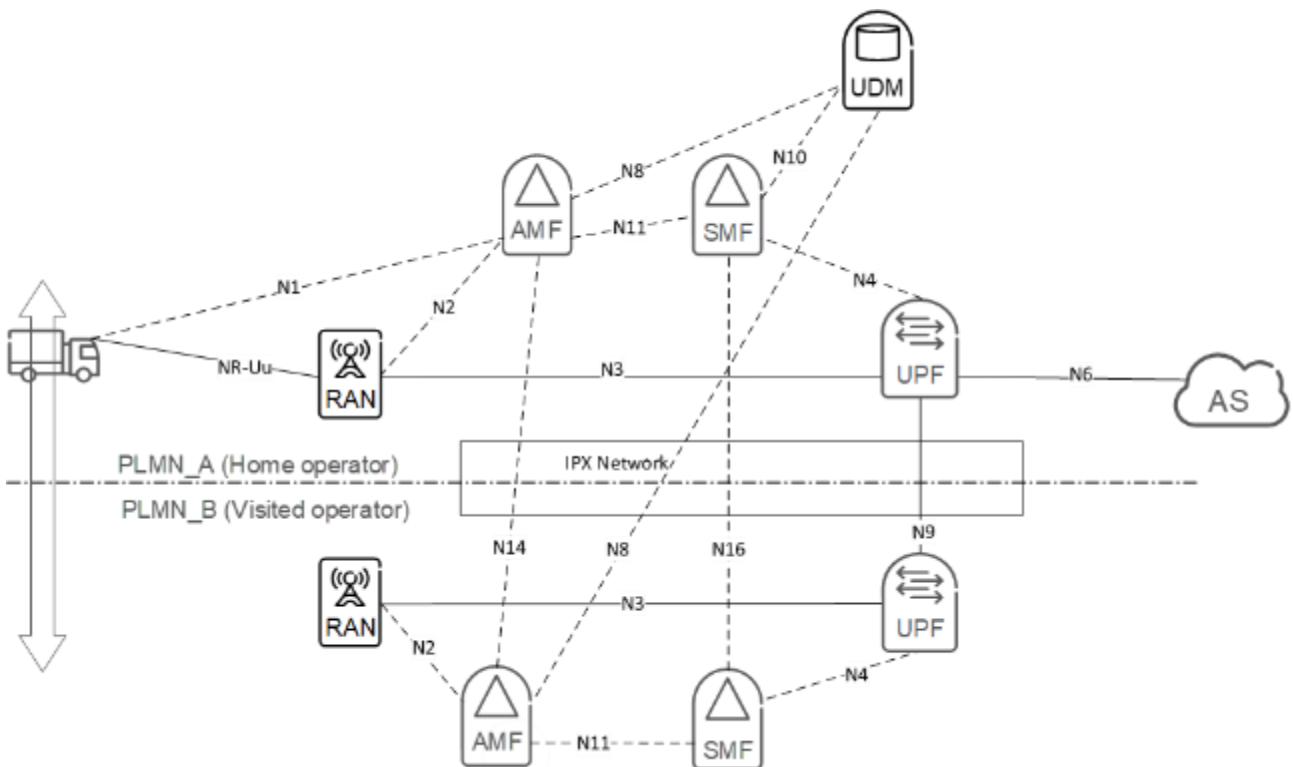 UDM
N8
N10
AMF
N11
SMF
N1
N2
N4
NR-Uu
RAN
N3
UPF
N6
AS
PLMN_A (Home operator)
IPX Network
PLMN_B (Visited operator)
N14
N8
N16
N9
RAN
N3
UPF
N2
N4
AMF
N11
SMF